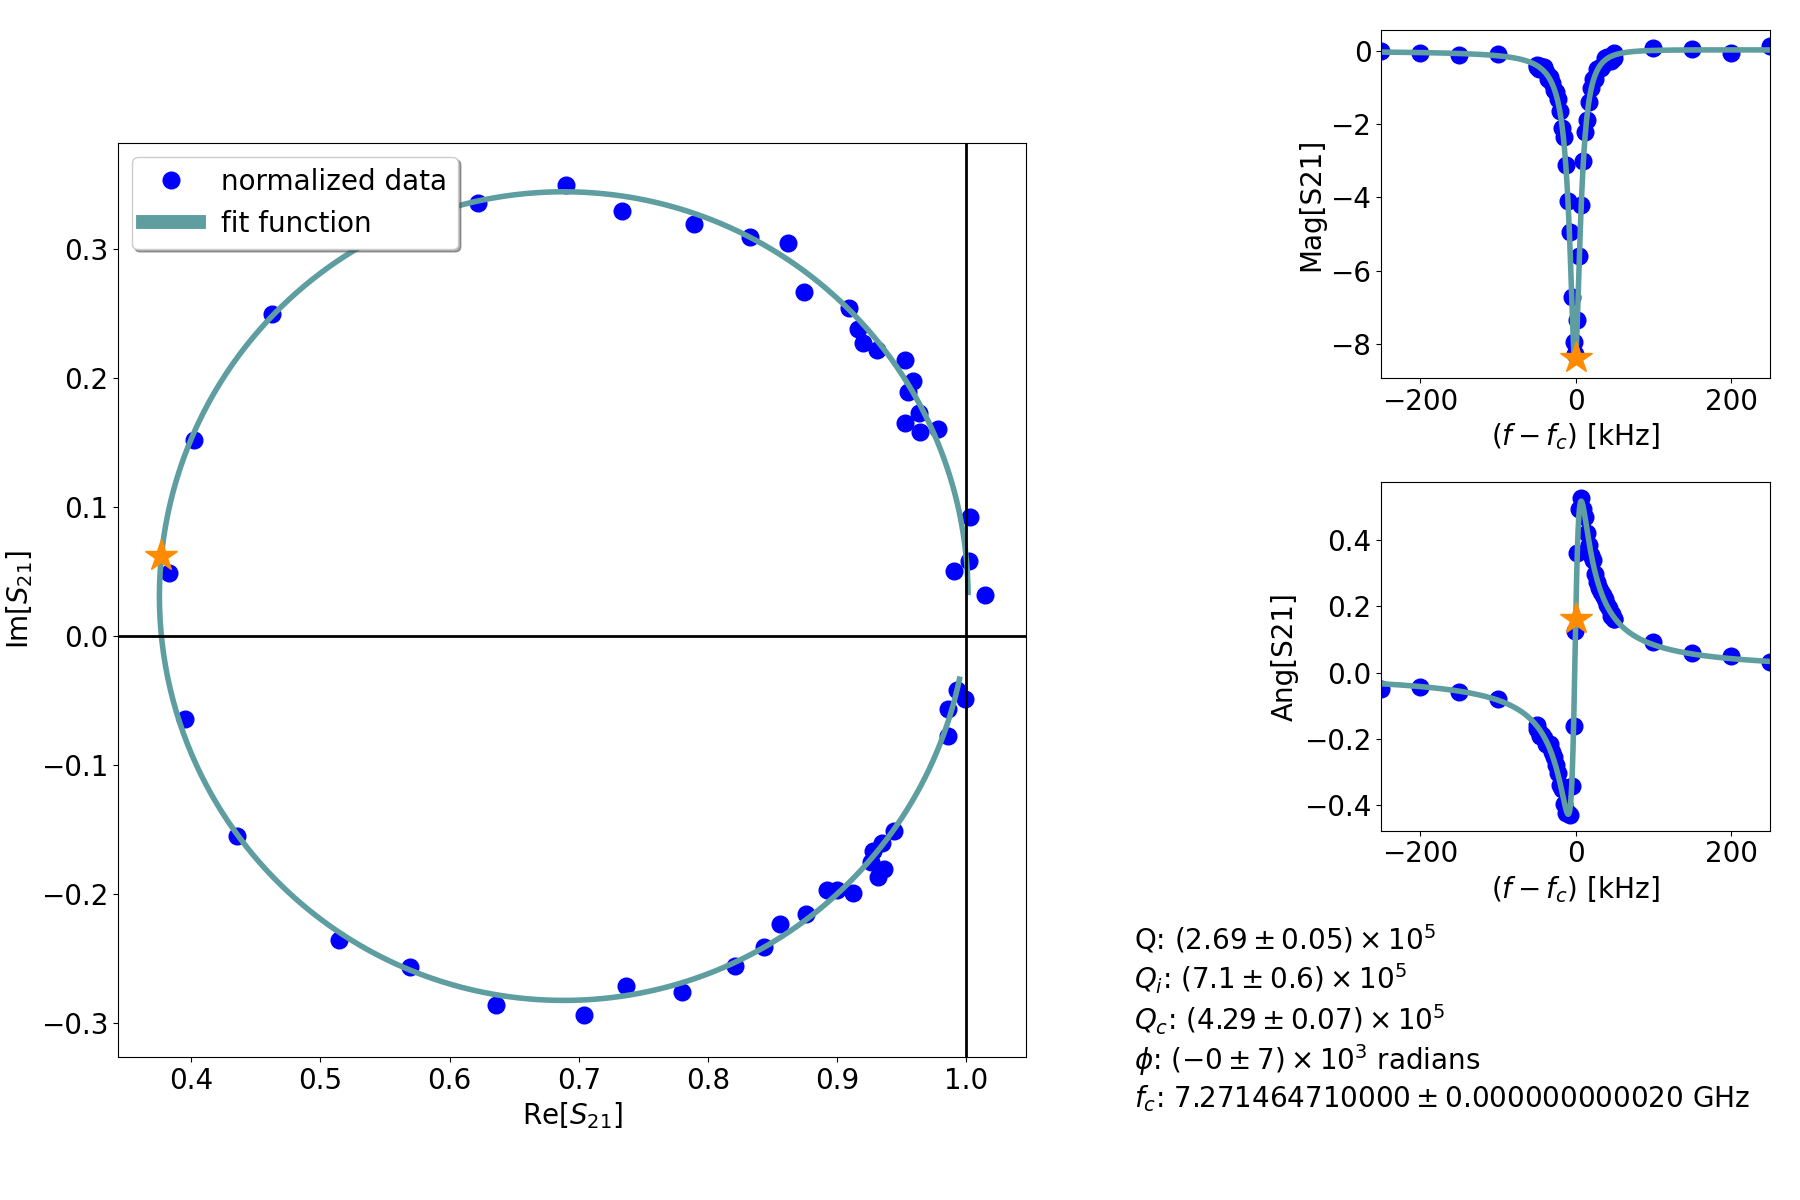 normalized data
fit function
0.3
0.2
0.1
0.0
−0.1
−0.2
−0.3
0.4
0.5
0.6
0.7
0.8
0.9
1.0
Im[S21]
Re[S21]
0
−2
−4
−6
−8
Mag[S21]
−200
0
200
(f − fc) [kHz]
0.4
0.2
0.0
−0.2
−0.4
Ang[S21]
−200
0
200
(f − fc) [kHz]
Q: (2.69 ± 0.05) × 10^5
Qi: (7.1 ± 0.6) × 10^5
Qc: (4.29 ± 0.07) × 10^5
ϕ: (−0 ± 7) × 10^3 radians
fc: 7.271464710000 ± 0.000000000020 GHz